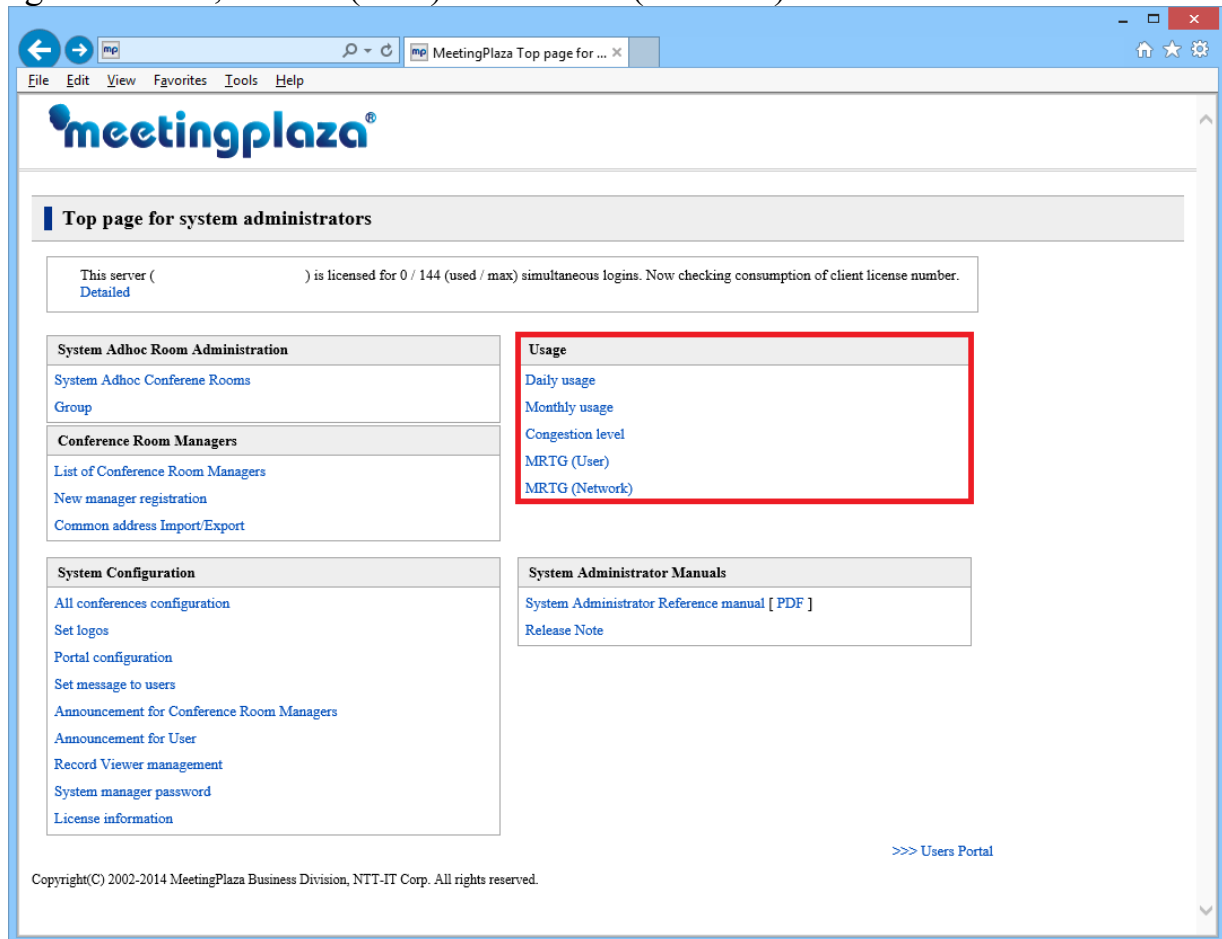 MeetingPlaza Top page for ...
File Edit View Favorites Tools Help
meetingplaza®
Top page for system administrators
This server ( ) is licensed for 0 / 144 (used / max) simultaneous logins. Now checking consumption of client license number.
Detailed
System Adhoc Room Administration
System Adhoc Conferene Rooms
Group
Conference Room Managers
List of Conference Room Managers
New manager registration
Common address Import/Export
Usage
Daily usage
Monthly usage
Congestion level
MRTG (User)
MRTG (Network)
System Configuration
All conferences configuration
Set logos
Portal configuration
Set message to users
Announcement for Conference Room Managers
Announcement for User
Record Viewer management
System manager password
License information
System Administrator Manuals
System Administrator Reference manual [ PDF ]
Release Note
>>> Users Portal
Copyright(C) 2002-2014 MeetingPlaza Business Division, NTT-IT Corp. All rights reserved.